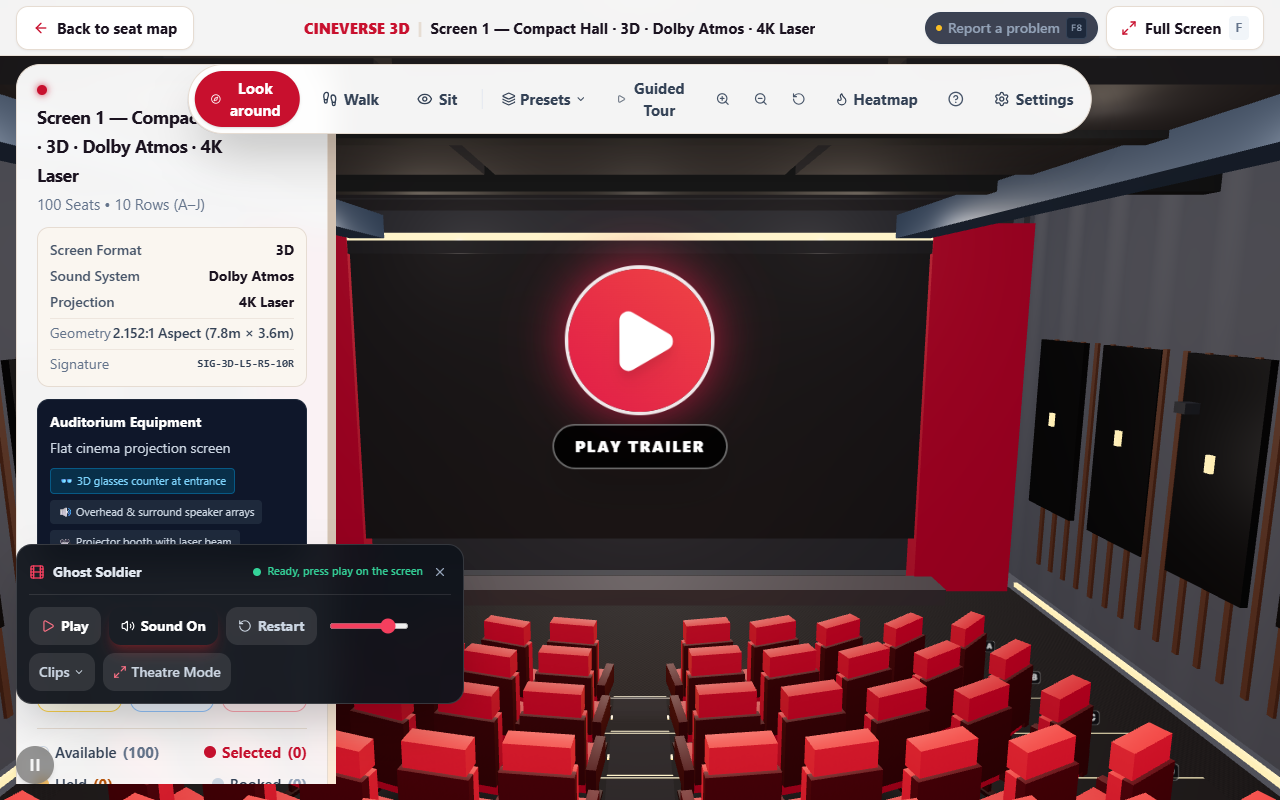 Back to seat map
CINEVERSE 3D | Screen 1 — Compact Hall · 3D · Dolby Atmos · 4K Laser
Report a problem F8
Full Screen F
Look around
Walk
Sit
Presets
Guided Tour
Heatmap
Settings
Screen 1 —
· 3D · Dolby Atmos · 4K
Laser
100 Seats • 10 Rows (A–J)
Screen Format 3D
Sound System Dolby Atmos
Projection 4K Laser
Geometry 2.152:1 Aspect (7.8m × 3.6m)
Signature SIG-3D-L5-R5-10R
Auditorium Equipment
Flat cinema projection screen
3D glasses counter at entrance
Overhead & surround speaker arrays
Projector booth with laser beam
PLAY TRAILER
Ghost Soldier
Ready, press play on the screen
Play
Sound On
Restart
Clips
Theatre Mode
Available (100)
Selected (0)
Held (0)
Booked (0)